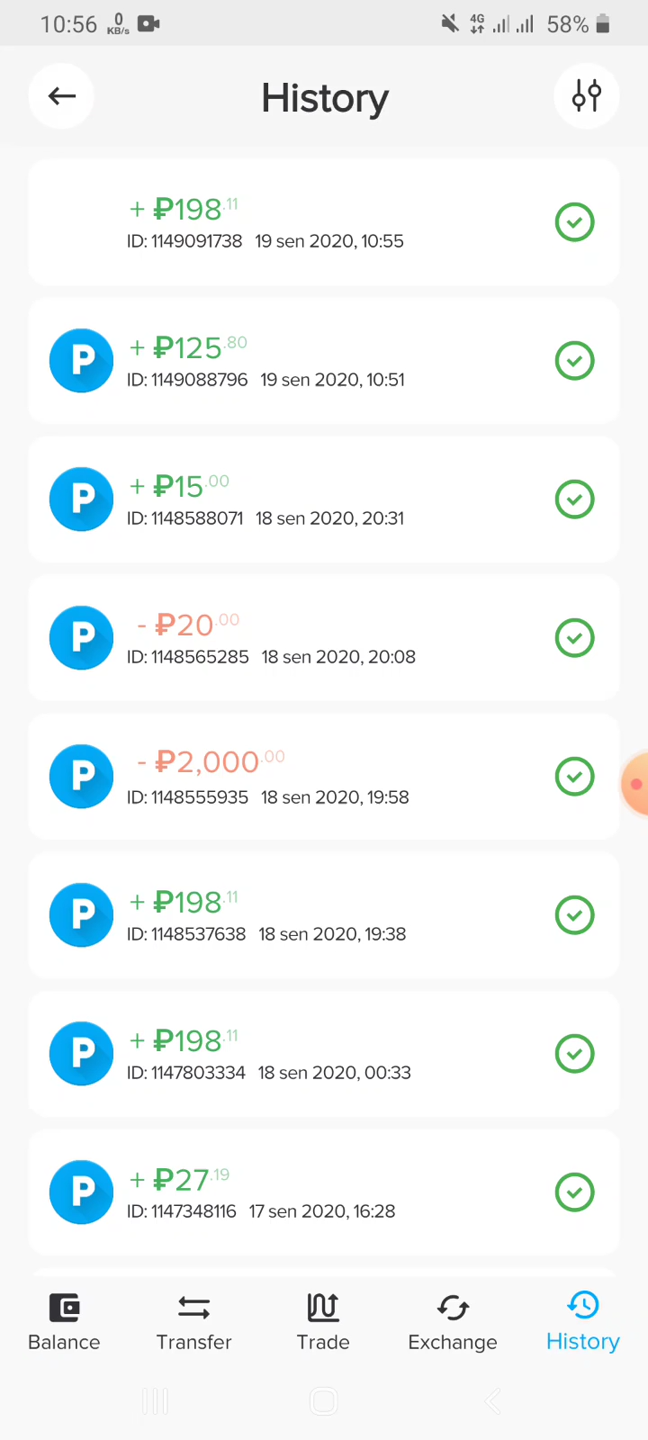 10:56 0 KB/s 4G 58%
History
+ ₽198.11
ID: 1149091738 19 sen 2020, 10:55
P + ₽125.80
ID: 1149088796 19 sen 2020, 10:51
P + ₽15.00
ID: 1148588071 18 sen 2020, 20:31
P - ₽20.00
ID: 1148565285 18 sen 2020, 20:08
P - ₽2,000.00
ID: 1148555935 18 sen 2020, 19:58
P + ₽198.11
ID: 1148537638 18 sen 2020, 19:38
P + ₽198.11
ID: 1147803334 18 sen 2020, 00:33
P + ₽27.19
ID: 1147348116 17 sen 2020, 16:28
Balance Transfer Trade Exchange History